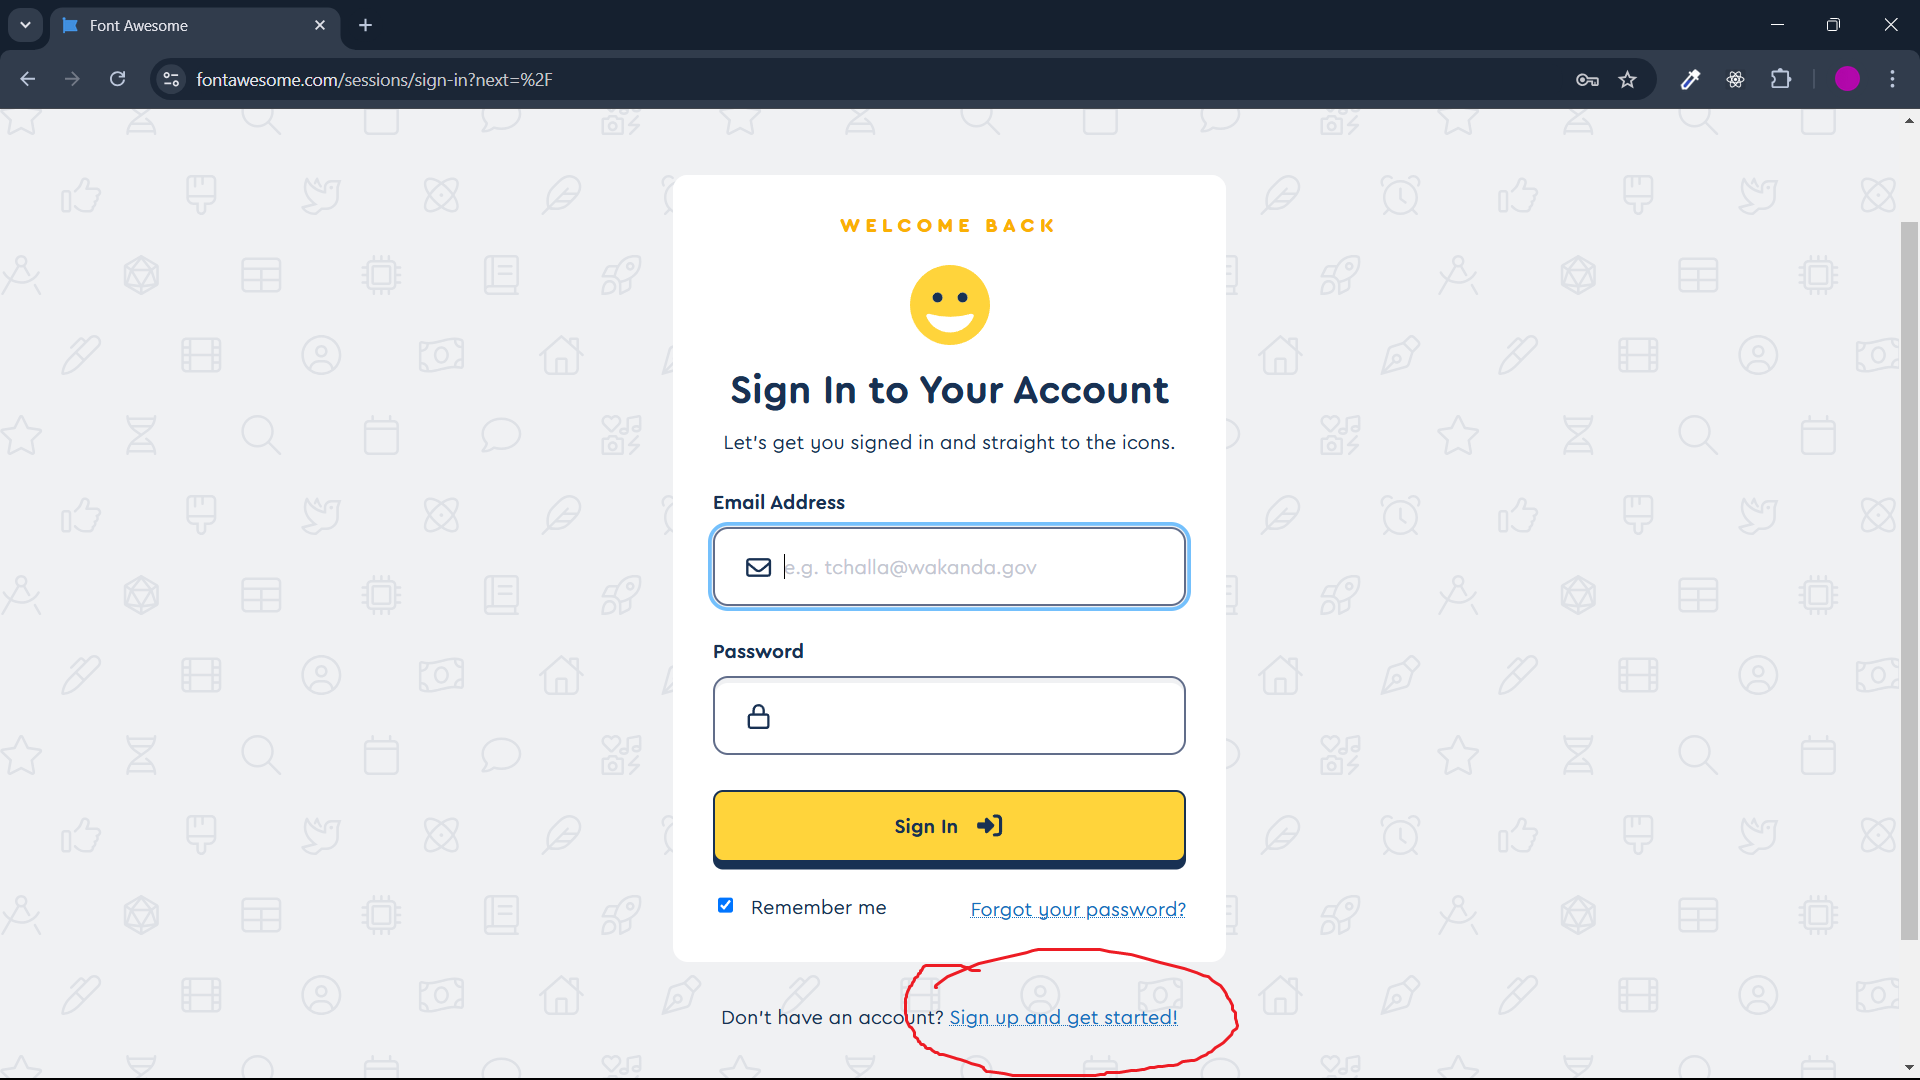 Font Awesome
fontawesome.com/sessions/sign-in?next=%2F
WELCOME BACK
Sign In to Your Account
Let's get you signed in and straight to the icons.
Email Address
e.g. tchalla@wakanda.gov
Password
Sign In
Remember me
Forgot your password?
Don't have an account? Sign up and get started!